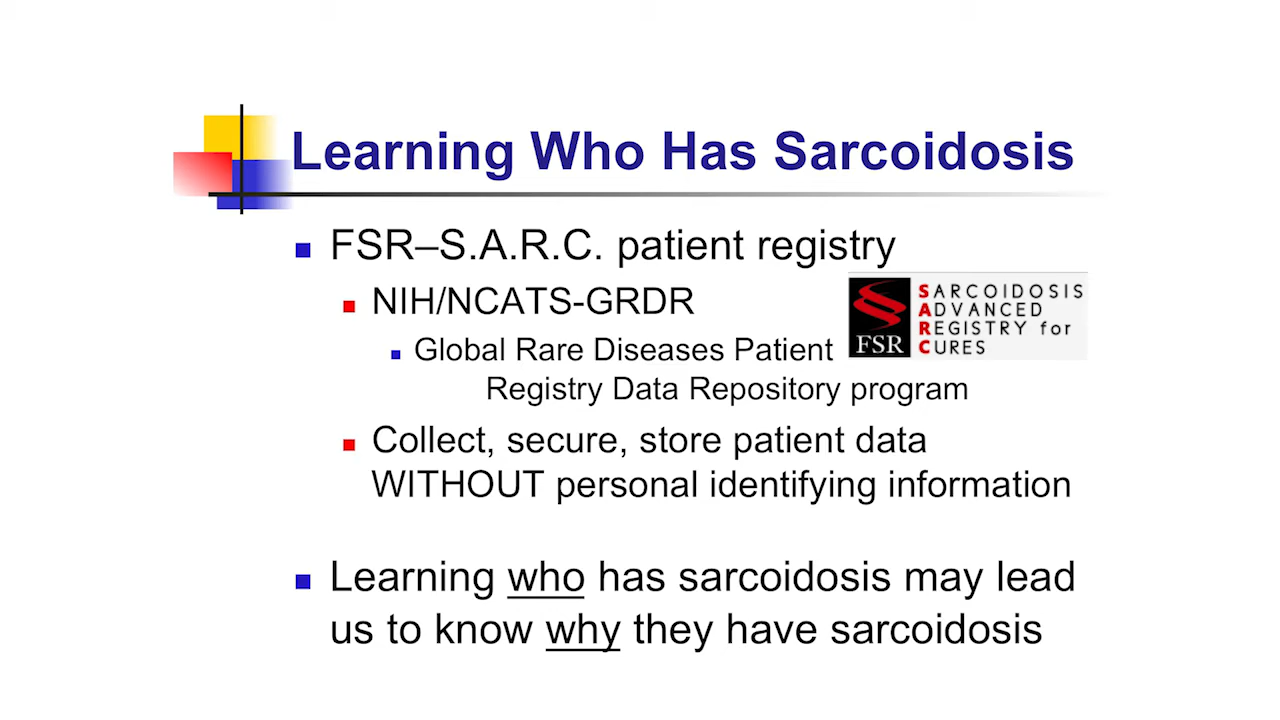 Learning Who Has Sarcoidosis
FSR–S.A.R.C. patient registry
NIH/NCATS-GRDR
Global Rare Diseases Patient
Registry Data Repository program
SARCOIDOSIS
ADVANCED
REGISTRY for
CURES
FSR
Collect, secure, store patient data
WITHOUT personal identifying information
Learning who has sarcoidosis may lead
us to know why they have sarcoidosis